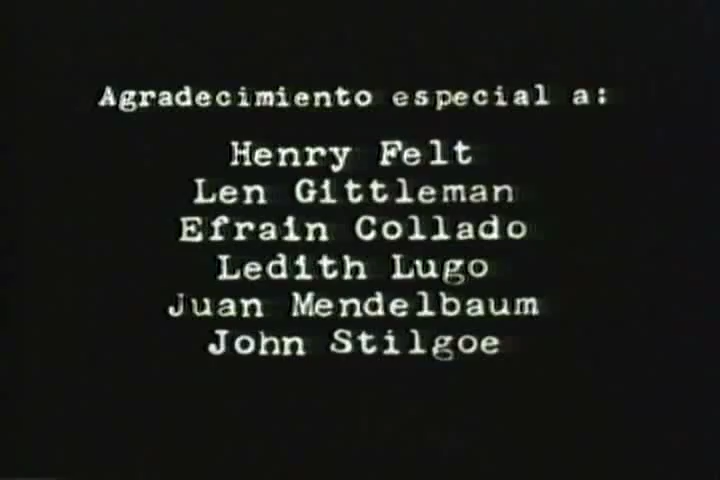 Agradecimiento especial a:
Henry Felt
Len Gittleman
Efrain Collado
Ledith Lugo
Juan Mendelbaum
John Stilgoe